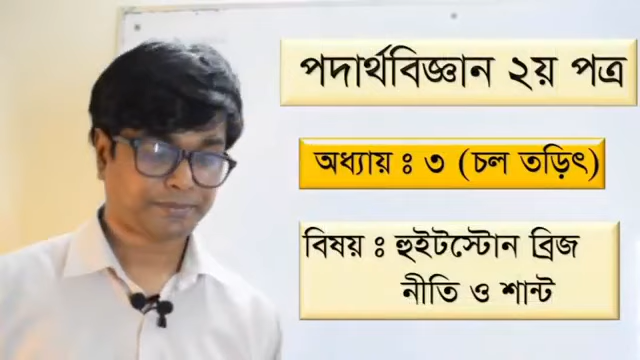 পদার্থবিজ্ঞান ২য় পত্র
অধ্যায় ঃ ৩ (চল তড়িৎ)
বিষয় ঃ হুইটস্টোন ব্রিজ
নীতি ও শান্ট